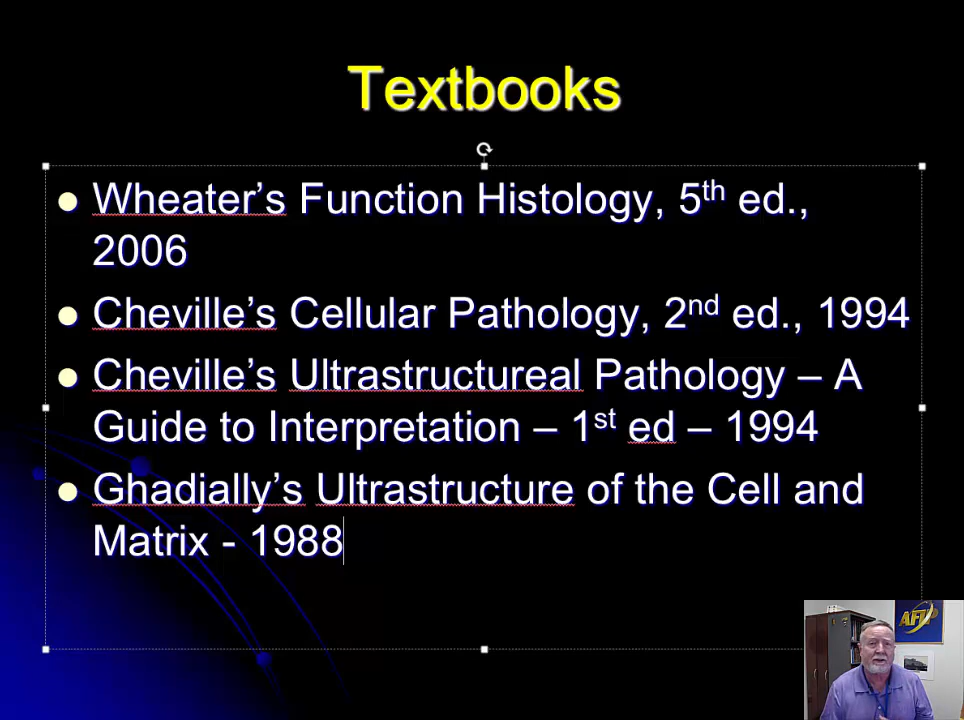 Textbooks
Wheater's Function Histology, 5th ed.,
2006
Cheville's Cellular Pathology, 2nd ed., 1994
Cheville's Ultrastructureal Pathology – A
Guide to Interpretation – 1st ed – 1994
Ghadially's Ultrastructure of the Cell and
Matrix - 1988
AFIP